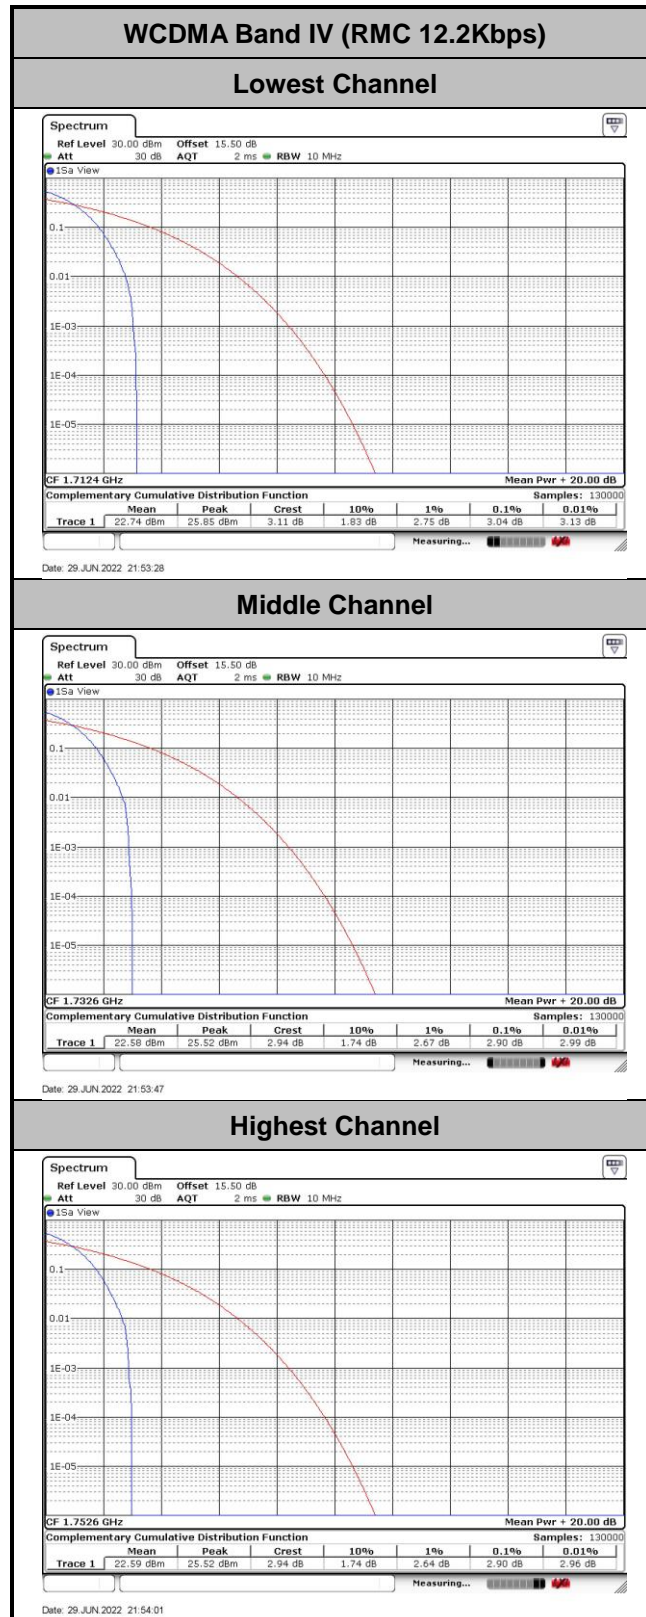 WCDMA Band IV (RMC 12.2Kbps)
Lowest Channel
Spectrum
Ref Level 30.00 dBm Offset 15.50 dB
Att 30 dB AQT 2 ms RBW 10 MHz
1Sa View
0.1
0.01
1E-03
1E-04
1E-05
CF 1.7124 GHz Mean Pwr + 20.00 dB
Complementary Cumulative Distribution Function Samples: 130000
Mean Peak Crest 10% 1% 0.1% 0.01%
Trace 1 22.74 dBm 25.85 dBm 3.11 dB 1.83 dB 2.75 dB 3.04 dB 3.13 dB
Measuring...
Date: 29.JUN.2022 21:53:28
Middle Channel
Spectrum
Ref Level 30.00 dBm Offset 15.50 dB
Att 30 dB AQT 2 ms RBW 10 MHz
1Sa View
0.1
0.01
1E-03
1E-04
1E-05
CF 1.7326 GHz Mean Pwr + 20.00 dB
Complementary Cumulative Distribution Function Samples: 130000
Mean Peak Crest 10% 1% 0.1% 0.01%
Trace 1 22.58 dBm 25.52 dBm 2.94 dB 1.74 dB 2.67 dB 2.90 dB 2.99 dB
Measuring...
Date: 29.JUN.2022 21:53:47
Highest Channel
Spectrum
Ref Level 30.00 dBm Offset 15.50 dB
Att 30 dB AQT 2 ms RBW 10 MHz
1Sa View
0.1
0.01
1E-03
1E-04
1E-05
CF 1.7526 GHz Mean Pwr + 20.00 dB
Complementary Cumulative Distribution Function Samples: 130000
Mean Peak Crest 10% 1% 0.1% 0.01%
Trace 1 22.59 dBm 25.52 dBm 2.94 dB 1.74 dB 2.64 dB 2.90 dB 2.96 dB
Measuring...
Date: 29.JUN.2022 21:54:01